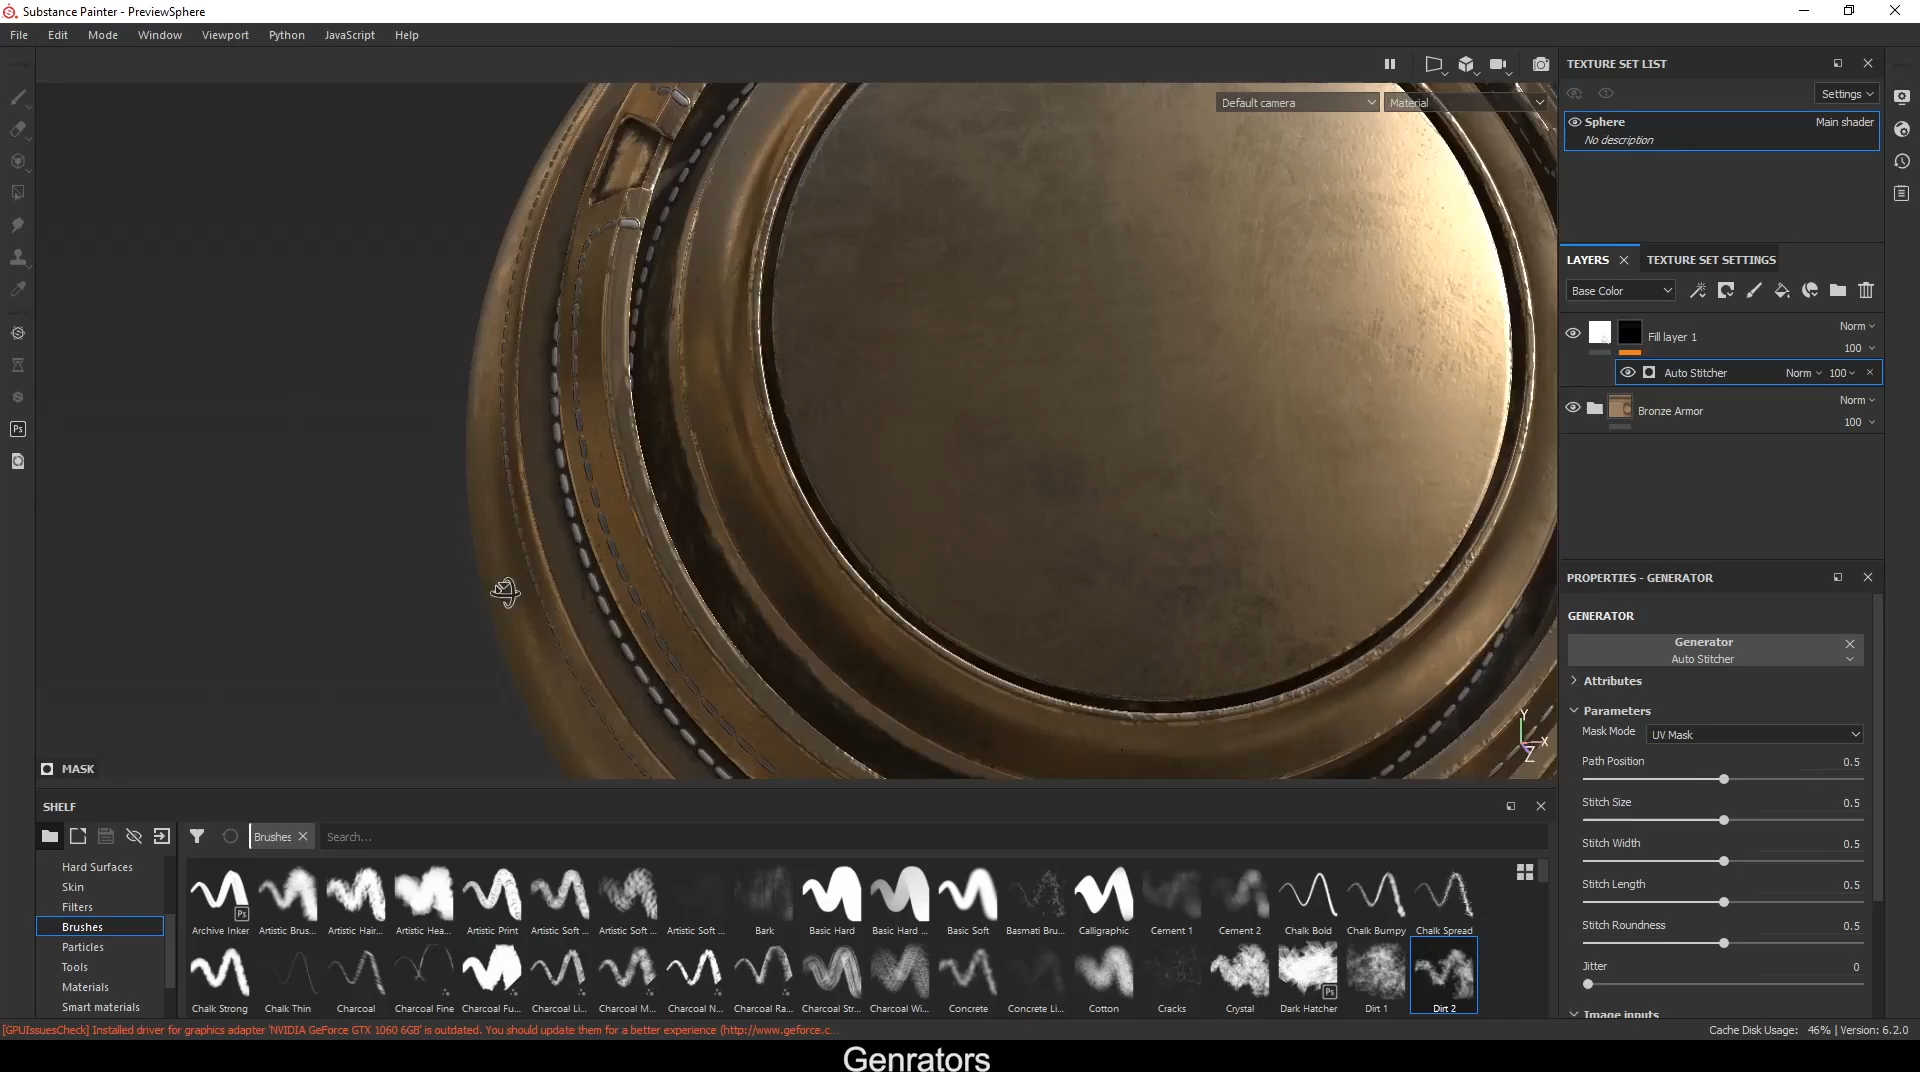 Substance Painter - PreviewSphere
File Edit Mode Window Viewport Python JavaScript Help
TEXTURE SET LIST
Default camera
Material
Settings
Sphere
Main shader
No description
LAYERS
TEXTURE SET SETTINGS
Base Color
Fill layer 1
Norm
100
Auto Stitcher
Norm
100
Bronze Armor
Norm
100
PROPERTIES - GENERATOR
GENERATOR
Generator
Auto Stitcher
Attributes
Parameters
Mask Mode
UV Mask
Path Position
0.5
Stitch Size
0.5
Stitch Width
0.5
Stitch Length
0.5
Stitch Roundness
0.5
Jitter
0
Image inputs
Y
X
Z
MASK
SHELF
Brushes
Search...
Hard Surfaces
Skin
Filters
Brushes
Particles
Tools
Materials
Smart materials
Ps
Archive Inker Artistic Brus... Artistic Hair... Artistic Hea... Artistic Print Artistic Soft ... Artistic Soft ... Artistic Soft ... Bark Basic Hard Basic Hard ... Basic Soft Basmati Bru... Calligraphic Cement 1 Cement 2 Chalk Bold Chalk Bumpy Chalk Spread
Ps
Ps
Chalk Strong Chalk Thin Charcoal Charcoal Fine Charcoal Fu... Charcoal Li... Charcoal M... Charcoal N... Charcoal Ra... Charcoal Str... Charcoal Wi... Concrete Concrete Li... Cotton Cracks Crystal Dark Hatcher Dirt 1 Dirt 2
[GPUIssuesCheck] Installed driver for graphics adapter 'NVIDIA GeForce GTX 1060 6GB' is outdated. You should update them for a better experience (http://www.geforce.c...
Cache Disk Usage: 46% | Version: 6.2.0
Genrators